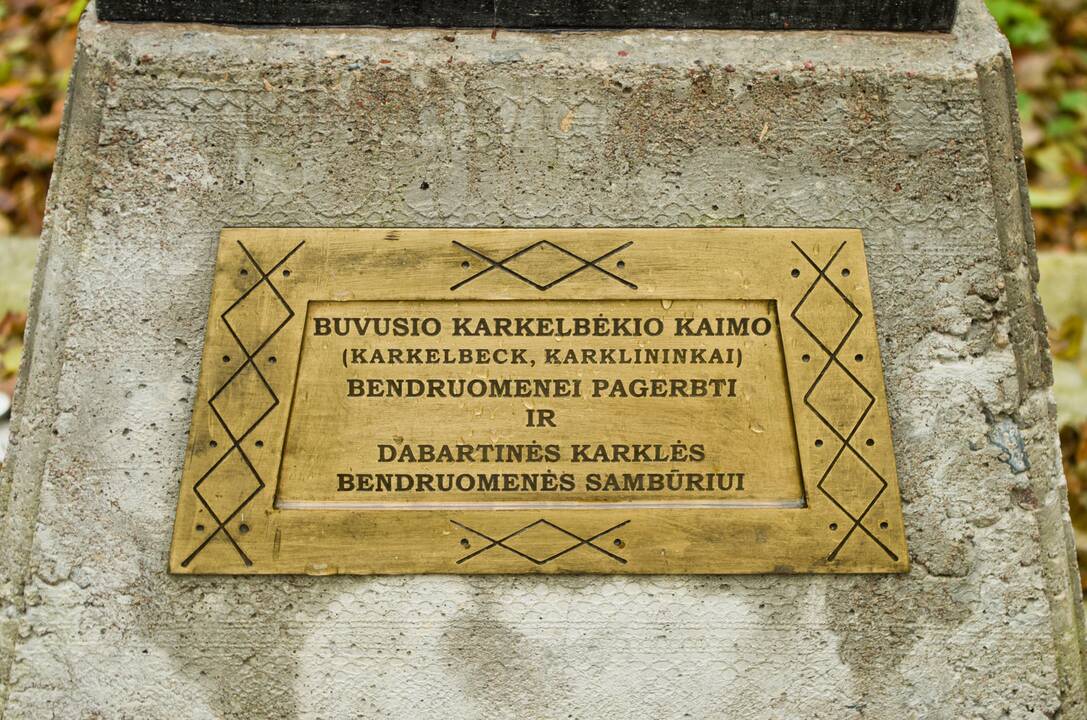 BUVUSIO KARKELBĖKIO KAIMO
(KARKELBECK, KARKLININKAI)
BENDRUOMENEI PAGERBTI
IR
DABARTINĖS KARKLĖS
BENDRUOMENĖS SAMBŪRIUI